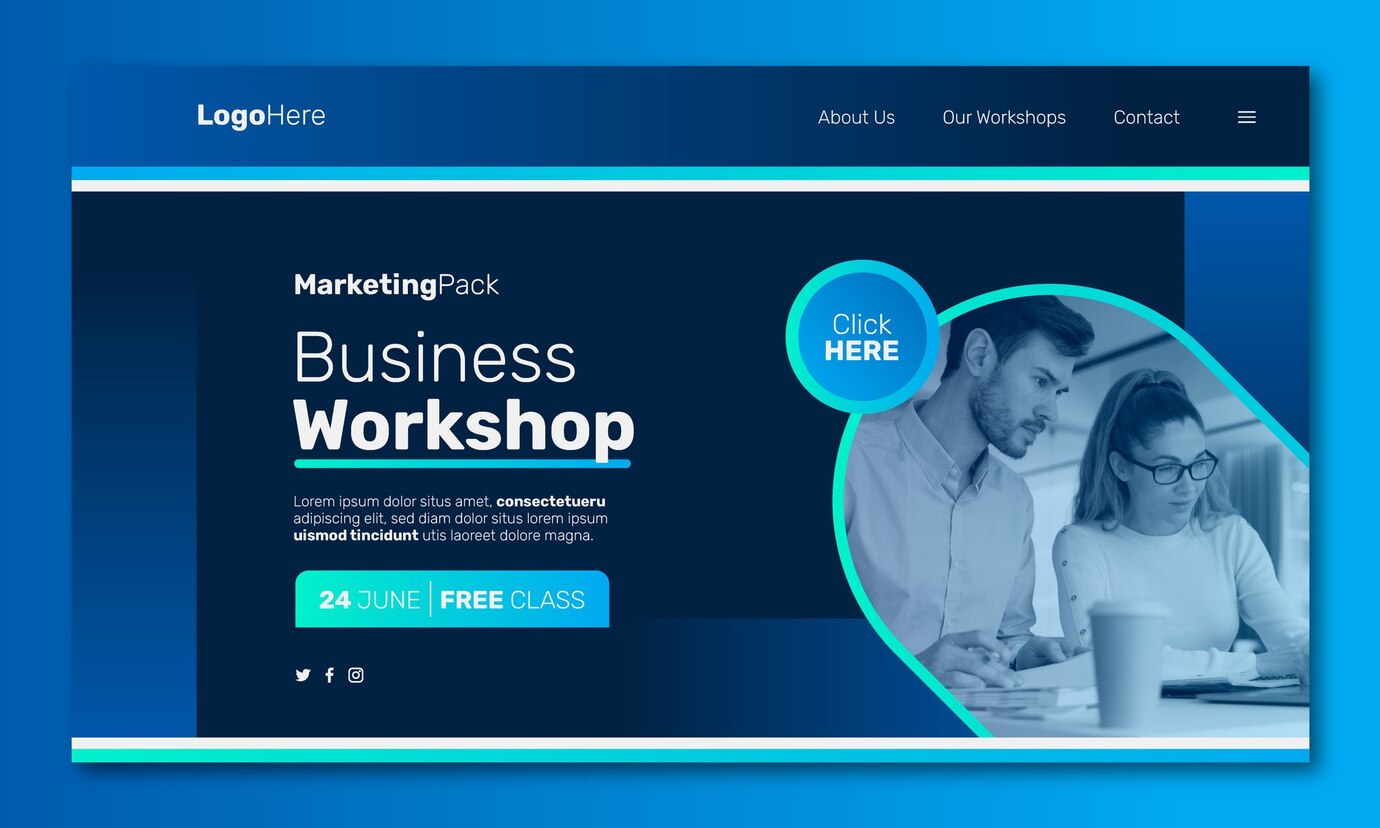 LogoHere
About Us
Our Workshops
Contact
MarketingPack
Business
Workshop
Lorem ipsum dolor situs amet, consectetueru
adipiscing elit, sed diam dolor situs lorem ipsum
uismod tincidunt utis laoreet dolore magna.
24 JUNE | FREE CLASS
Click
HERE